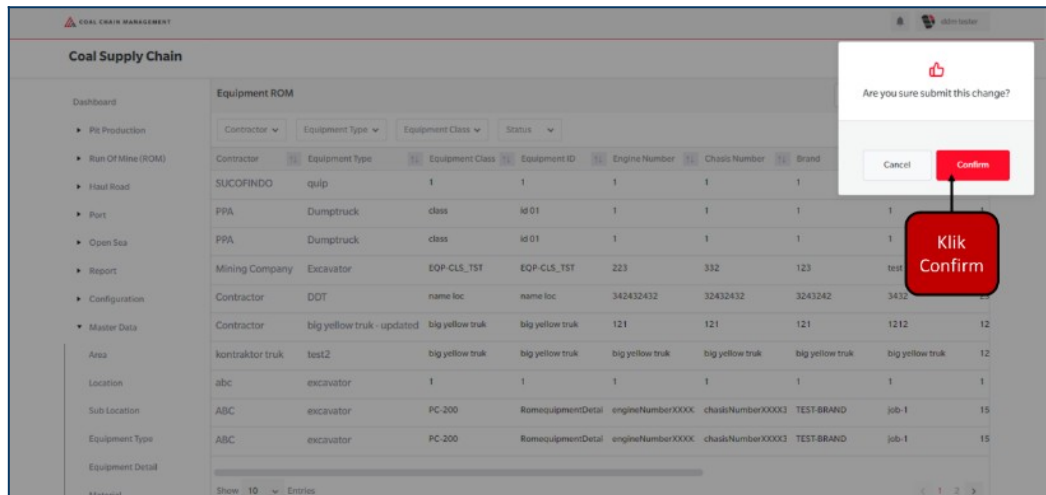 COAL CHAIN MANAGEMENT
ddm tester
Coal Supply Chain
Are you sure submit this change?
Cancel Confirm
Klik
Confirm
Dashboard
Pit Production
Run Of Mine (ROM)
Haul Road
Port
Open Sea
Report
Configuration
Master Data
Area
Location
Sub Location
Equipment Type
Equipment Detail
Material
Equipment ROM
Contractor Equipment Type Equipment Class Status
Contractor Equipment Type Equipment Class Equipment ID Engine Number Chasis Number Brand
SUCOFINDO quip 1 1 1 1 1
PPA Dumptruck class id 01 1 1 1 1
PPA Dumptruck class id 01 1 1 1 1
Mining Company Excavator EQP-CLS_TST EQP-CLS_TST 223 332 123 test
Contractor DDT name loc name loc 342432432 32432432 3243242 3432
Contractor big yellow truk - updated big yellow truk big yellow truk 121 121 121 1212 12
kontraktor truk test2 big yellow truk big yellow truk big yellow truk big yellow truk big yellow truk big yellow truk 12
abc excavator 1 1 1 1 1 1 1
ABC excavator PC-200 RomequipmentDetai engineNumberXXXX chasisNumberXXXX3 TEST-BRAND job-1 15
ABC excavator PC-200 RomequipmentDetai engineNumberXXXX chasisNumberXXXX3 TEST-BRAND job-1 15
Show 10 Entries
1 2